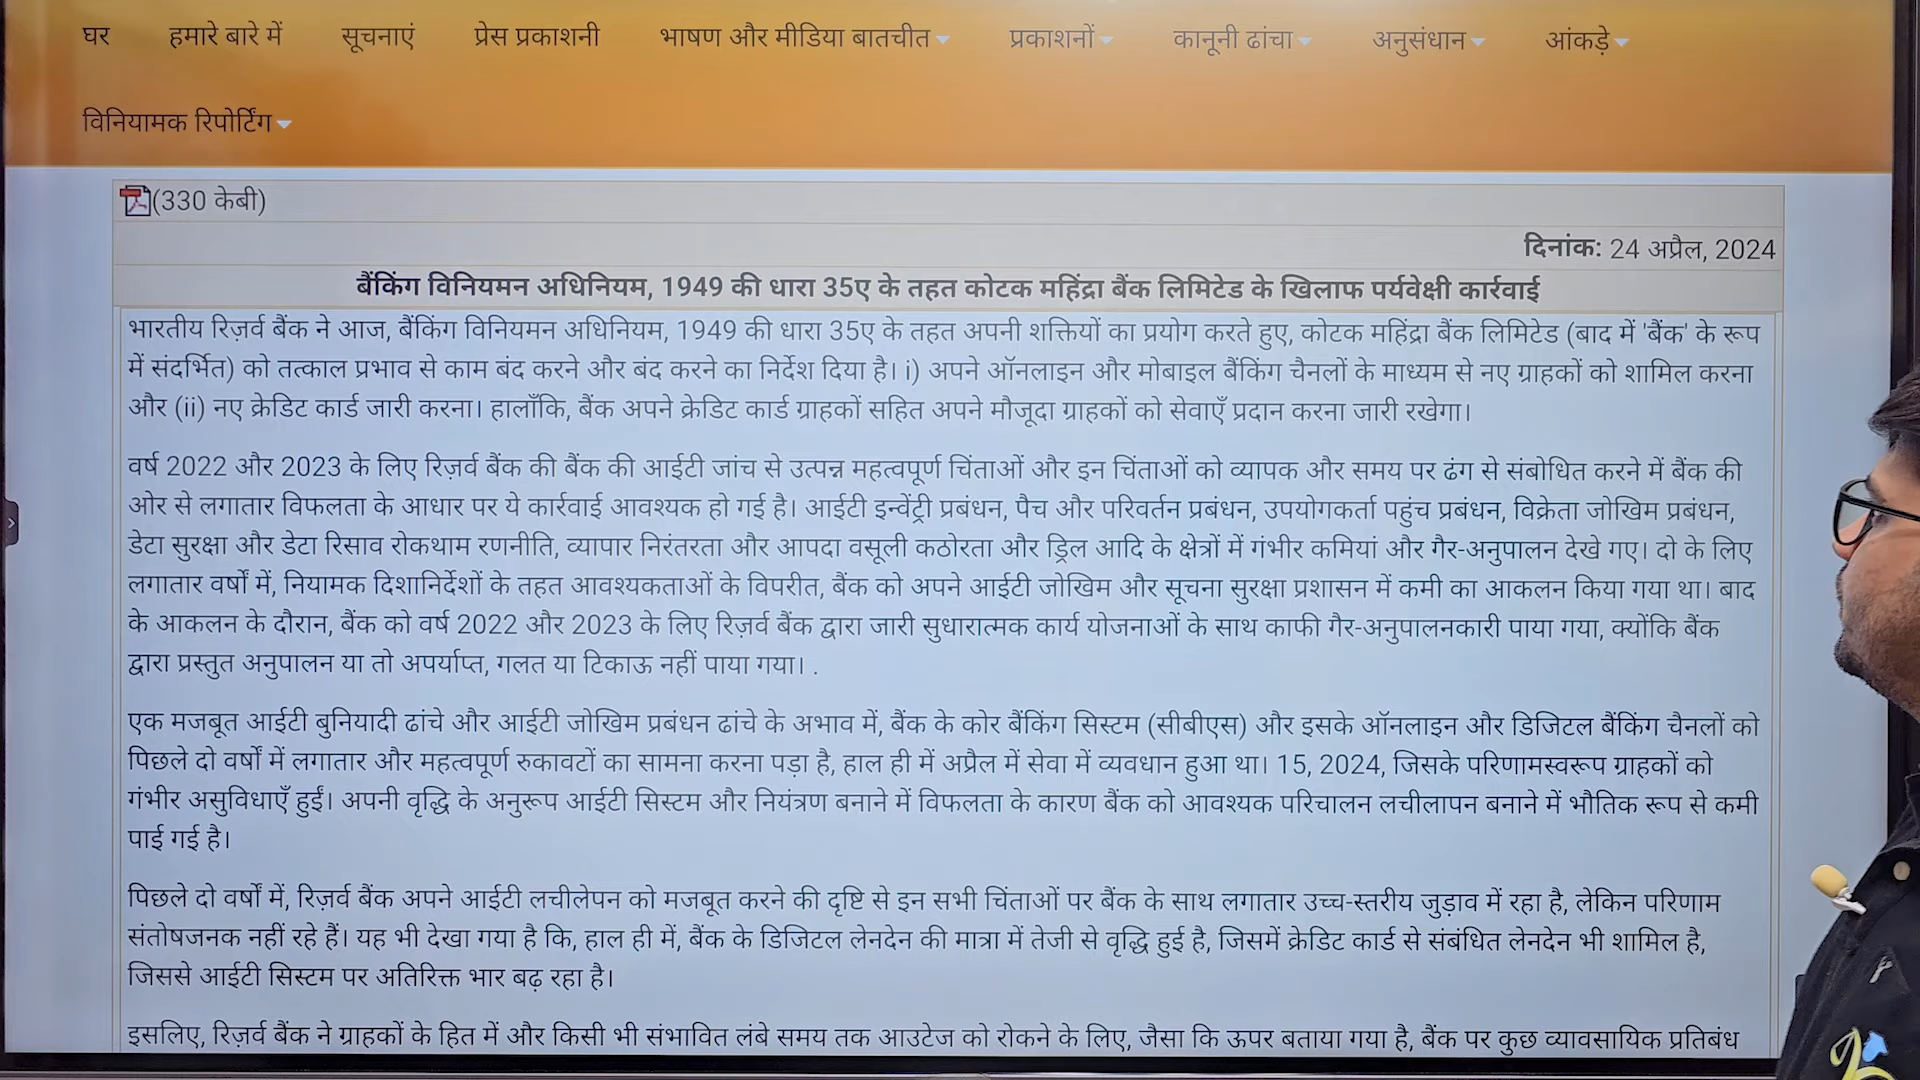 घर हमारे बारे में सूचनाएं प्रेस प्रकाशनी भाषण और मीडिया बातचीत प्रकाशनों कानूनी ढांचा अनुसंधान आंकड़े
विनियामक रिपोर्टिंग
(330 केबी)
दिनांक: 24 अप्रैल, 2024
बैंकिंग विनियमन अधिनियम, 1949 की धारा 35ए के तहत कोटक महिंद्रा बैंक लिमिटेड के खिलाफ पर्यवेक्षी कार्रवाई
भारतीय रिज़र्व बैंक ने आज, बैंकिंग विनियमन अधिनियम, 1949 की धारा 35ए के तहत अपनी शक्तियों का प्रयोग करते हुए, कोटक महिंद्रा बैंक लिमिटेड (बाद में 'बैंक' के रूप
में संदर्भित) को तत्काल प्रभाव से काम बंद करने और बंद करने का निर्देश दिया है। i) अपने ऑनलाइन और मोबाइल बैंकिंग चैनलों के माध्यम से नए ग्राहकों को शामिल करना
और (ii) नए क्रेडिट कार्ड जारी करना। हालाँकि, बैंक अपने क्रेडिट कार्ड ग्राहकों सहित अपने मौजूदा ग्राहकों को सेवाएँ प्रदान करना जारी रखेगा।
वर्ष 2022 और 2023 के लिए रिज़र्व बैंक की बैंक की आईटी जांच से उत्पन्न महत्वपूर्ण चिंताओं और इन चिंताओं को व्यापक और समय पर ढंग से संबोधित करने में बैंक की
ओर से लगातार विफलता के आधार पर ये कार्रवाई आवश्यक हो गई है। आईटी इन्वेंट्री प्रबंधन, पैच और परिवर्तन प्रबंधन, उपयोगकर्ता पहुंच प्रबंधन, विक्रेता जोखिम प्रबंधन,
डेटा सुरक्षा और डेटा रिसाव रोकथाम रणनीति, व्यापार निरंतरता और आपदा वसूली कठोरता और ड्रिल आदि के क्षेत्रों में गंभीर कमियां और गैर-अनुपालन देखे गए। दो के लिए
लगातार वर्षों में, नियामक दिशानिर्देशों के तहत आवश्यकताओं के विपरीत, बैंक को अपने आईटी जोखिम और सूचना सुरक्षा प्रशासन में कमी का आकलन किया गया था। बाद
के आकलन के दौरान, बैंक को वर्ष 2022 और 2023 के लिए रिज़र्व बैंक द्वारा जारी सुधारात्मक कार्य योजनाओं के साथ काफी गैर-अनुपालनकारी पाया गया, क्योंकि बैंक
द्वारा प्रस्तुत अनुपालन या तो अपर्याप्त, गलत या टिकाऊ नहीं पाया गया। .
एक मजबूत आईटी बुनियादी ढांचे और आईटी जोखिम प्रबंधन ढांचे के अभाव में, बैंक के कोर बैंकिंग सिस्टम (सीबीएस) और इसके ऑनलाइन और डिजिटल बैंकिंग चैनलों को
पिछले दो वर्षों में लगातार और महत्वपूर्ण रुकावटों का सामना करना पड़ा है, हाल ही में अप्रैल में सेवा में व्यवधान हुआ था। 15, 2024, जिसके परिणामस्वरूप ग्राहकों को
गंभीर असुविधाएँ हुईं। अपनी वृद्धि के अनुरूप आईटी सिस्टम और नियंत्रण बनाने में विफलता के कारण बैंक को आवश्यक परिचालन लचीलापन बनाने में भौतिक रूप से कमी
पाई गई है।
पिछले दो वर्षों में, रिज़र्व बैंक अपने आईटी लचीलेपन को मजबूत करने की दृष्टि से इन सभी चिंताओं पर बैंक के साथ लगातार उच्च-स्तरीय जुड़ाव में रहा है, लेकिन परिणाम
संतोषजनक नहीं रहे हैं। यह भी देखा गया है कि, हाल ही में, बैंक के डिजिटल लेनदेन की मात्रा में तेजी से वृद्धि हुई है, जिसमें क्रेडिट कार्ड से संबंधित लेनदेन भी शामिल है,
जिससे आईटी सिस्टम पर अतिरिक्त भार बढ़ रहा है।
इसलिए, रिज़र्व बैंक ने ग्राहकों के हित में और किसी भी संभावित लंबे समय तक आउटेज को रोकने के लिए, जैसा कि ऊपर बताया गया है, बैंक पर कुछ व्यावसायिक प्रतिबंध